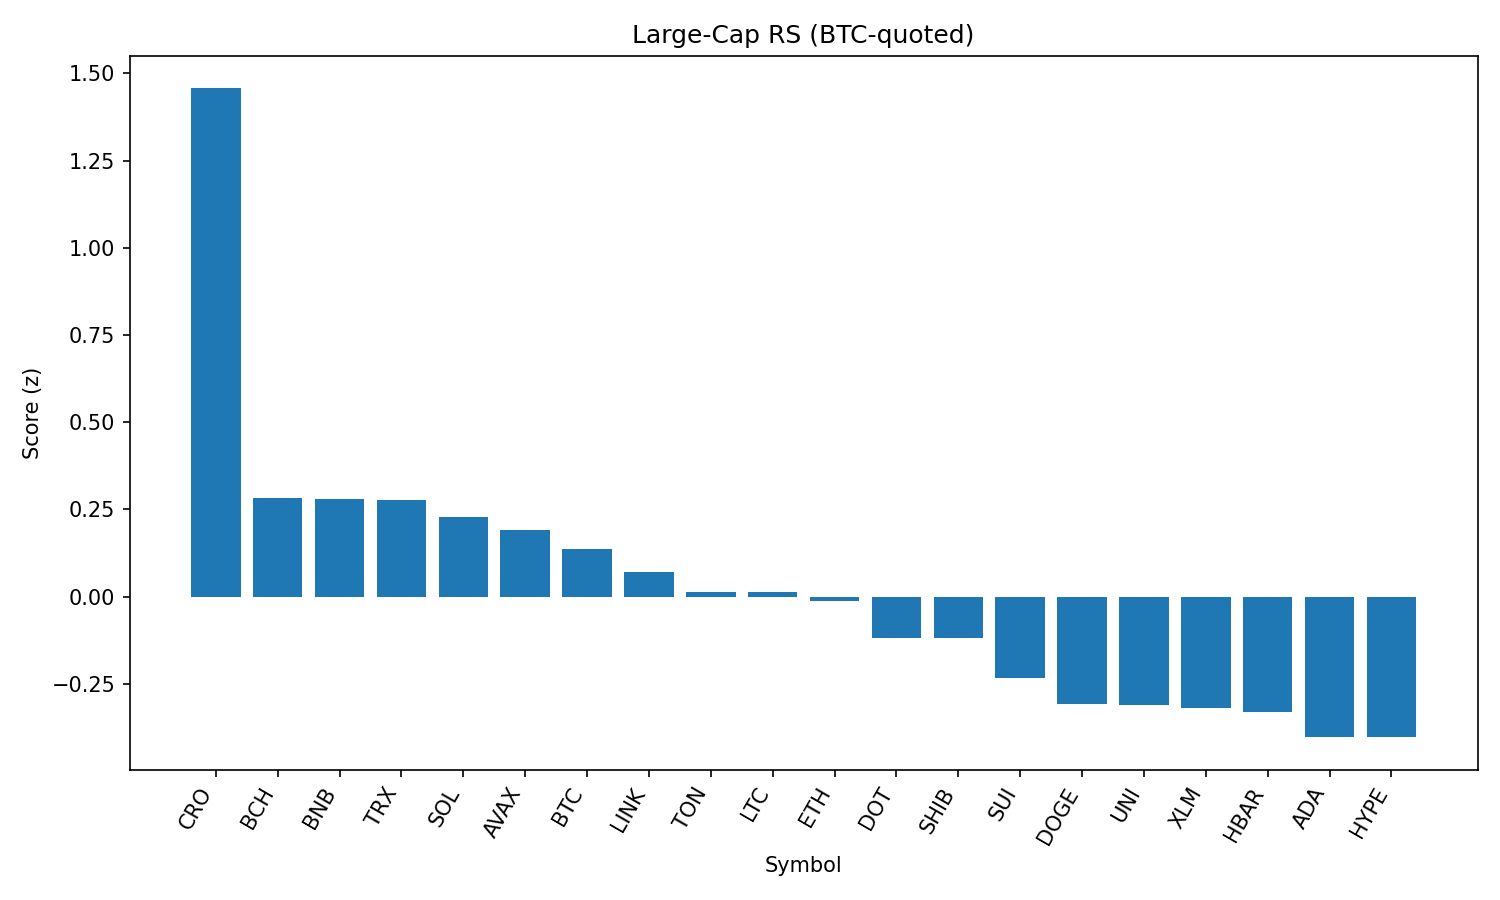 Large-Cap RS (BTC-quoted)
1.50
1.25
1.00
0.75
0.50
0.25
0.00
−0.25
Score (z)
CRO
BCH
BNB
TRX
SOL
AVAX
BTC
LINK
TON
LTC
ETH
DOT
SHIB
SUI
DOGE
UNI
XLM
HBAR
ADA
HYPE
Symbol